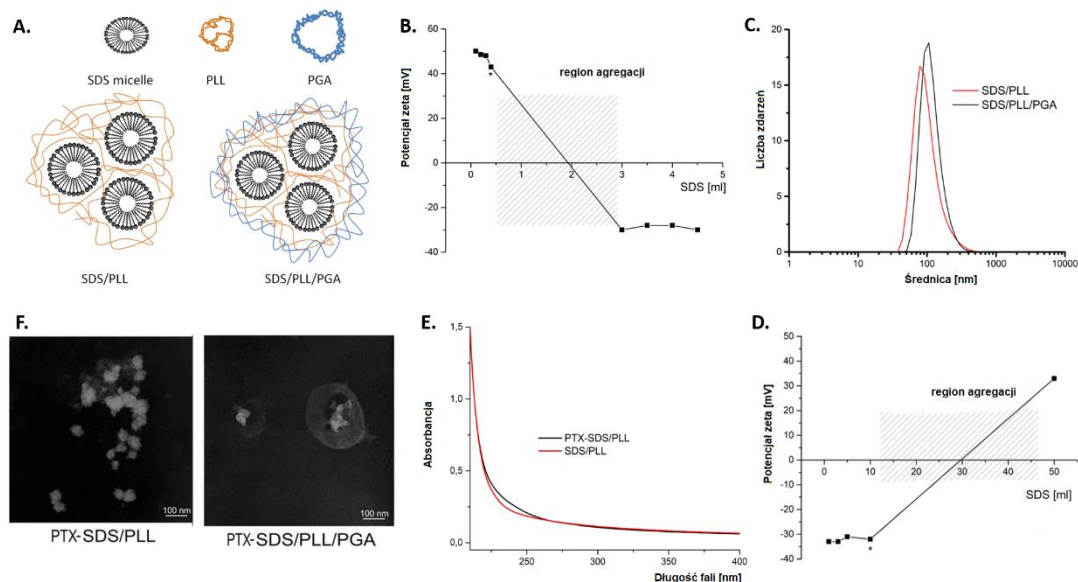 A.
SDS micelle
PLL
PGA
SDS/PLL
SDS/PLL/PGA
B.
Potencjał zeta [mV]
60
40
20
0
-20
-40
region agregacji
*
SDS [ml]
0 1 2 3 4 5
C.
Liczba zdarzeń
20
15
10
5
0
SDS/PLL
SDS/PLL/PGA
1 10 100 1000 10000
Średnica [nm]
F.
100 nm
PTX-SDS/PLL
100 nm
PTX-SDS/PLL/PGA
E.
Absorbancja
1,5
1,0
0,5
0,0
PTX-SDS/PLL
SDS/PLL
250 300 350 400
Długość fali [nm]
D.
Potencjał zeta [mV]
50
40
30
20
10
0
-10
-20
-30
-40
region agregacji
*
SDS [ml]
0 10 20 30 40 50